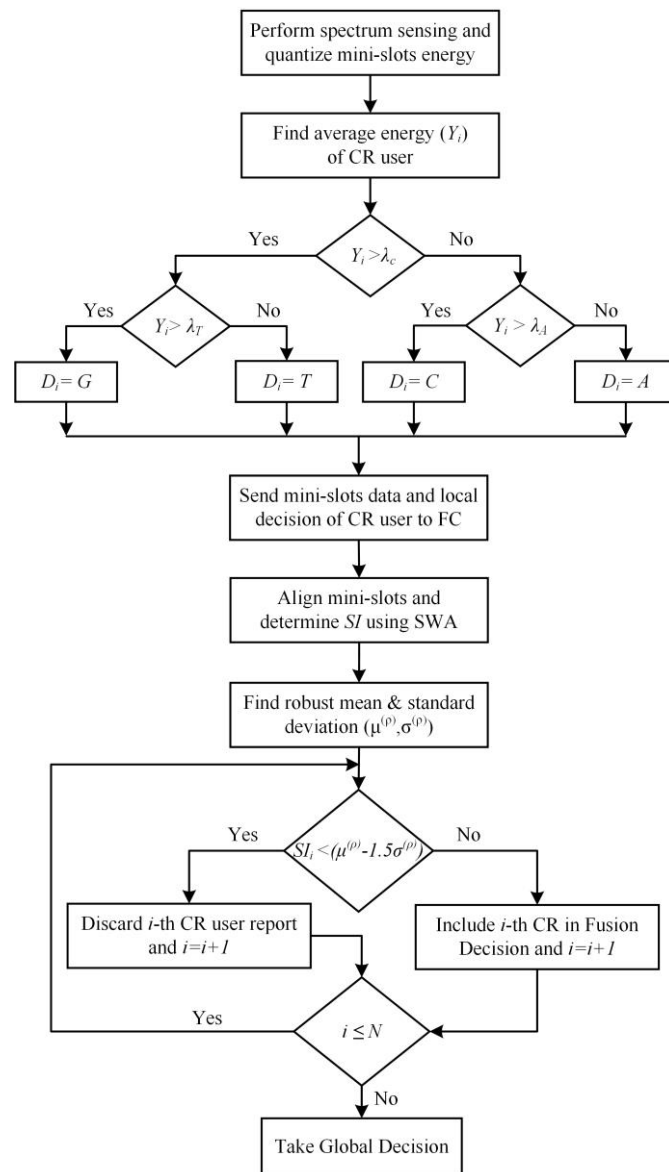 Perform spectrum sensing and
quantize mini-slots energy
Find average energy (Yᵢ)
of CR user
Yes
No
Yᵢ >λ_c
Yes
No
Yes
No
Yᵢ > λ_T
Yᵢ > λ_A
Dᵢ = G
Dᵢ = T
Dᵢ = C
Dᵢ = A
Send mini-slots data and local
decision of CR user to FC
Align mini-slots and
determine SI using SWA
Find robust mean & standard
deviation (μ⁽ᵖ⁾,σ⁽ᵖ⁾)
Yes
No
SIᵢ <(μ⁽ᵖ⁾-1.5σ⁽ᵖ⁾)
Discard i-th CR user report
and i=i+1
Include i-th CR in Fusion
Decision and i=i+1
Yes
i ≤ N
No
Take Global Decision